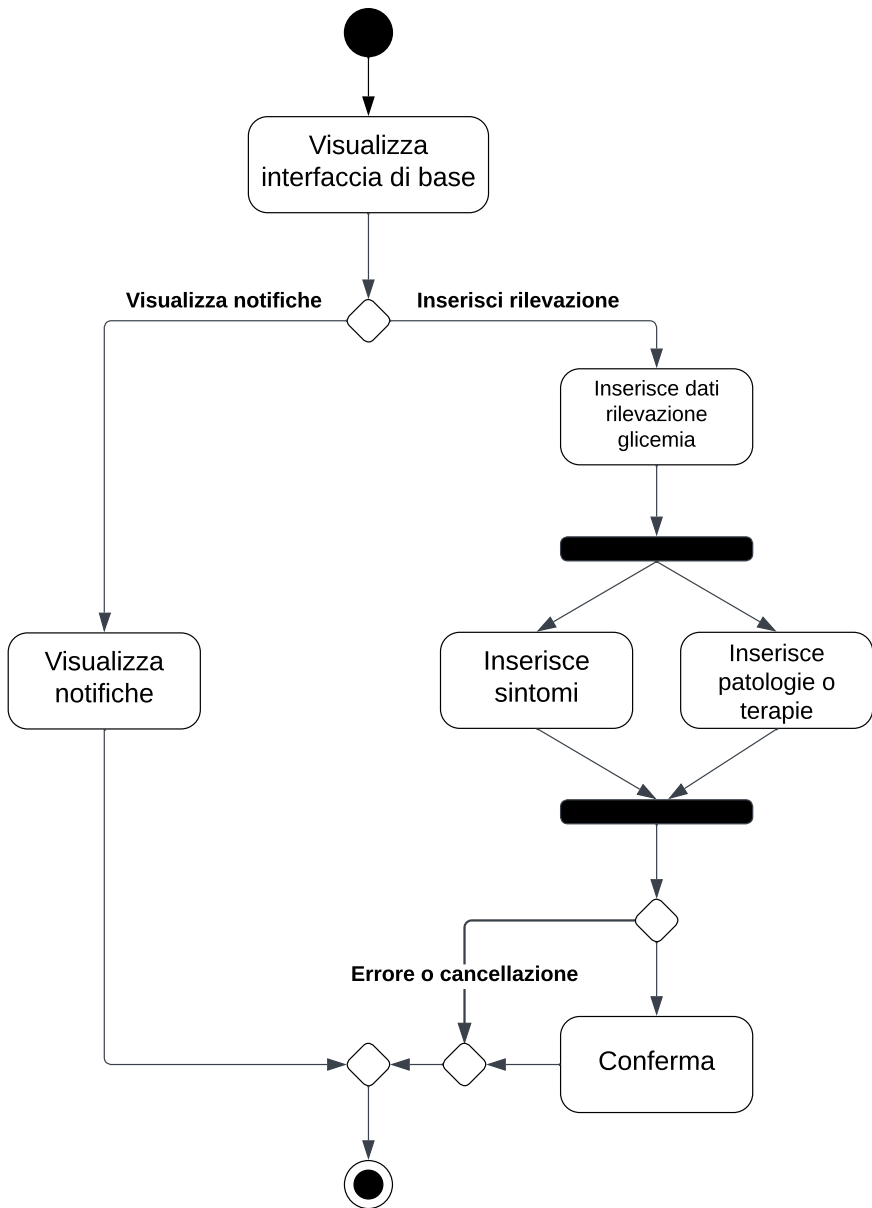 Visualizza
interfaccia di base
Visualizza notifiche
Inserisci rilevazione
Inserisce dati
rilevazione
glicemia
Visualizza
notifiche
Inserisce
sintomi
Inserisce
patologie o
terapie
Errore o cancellazione
Conferma